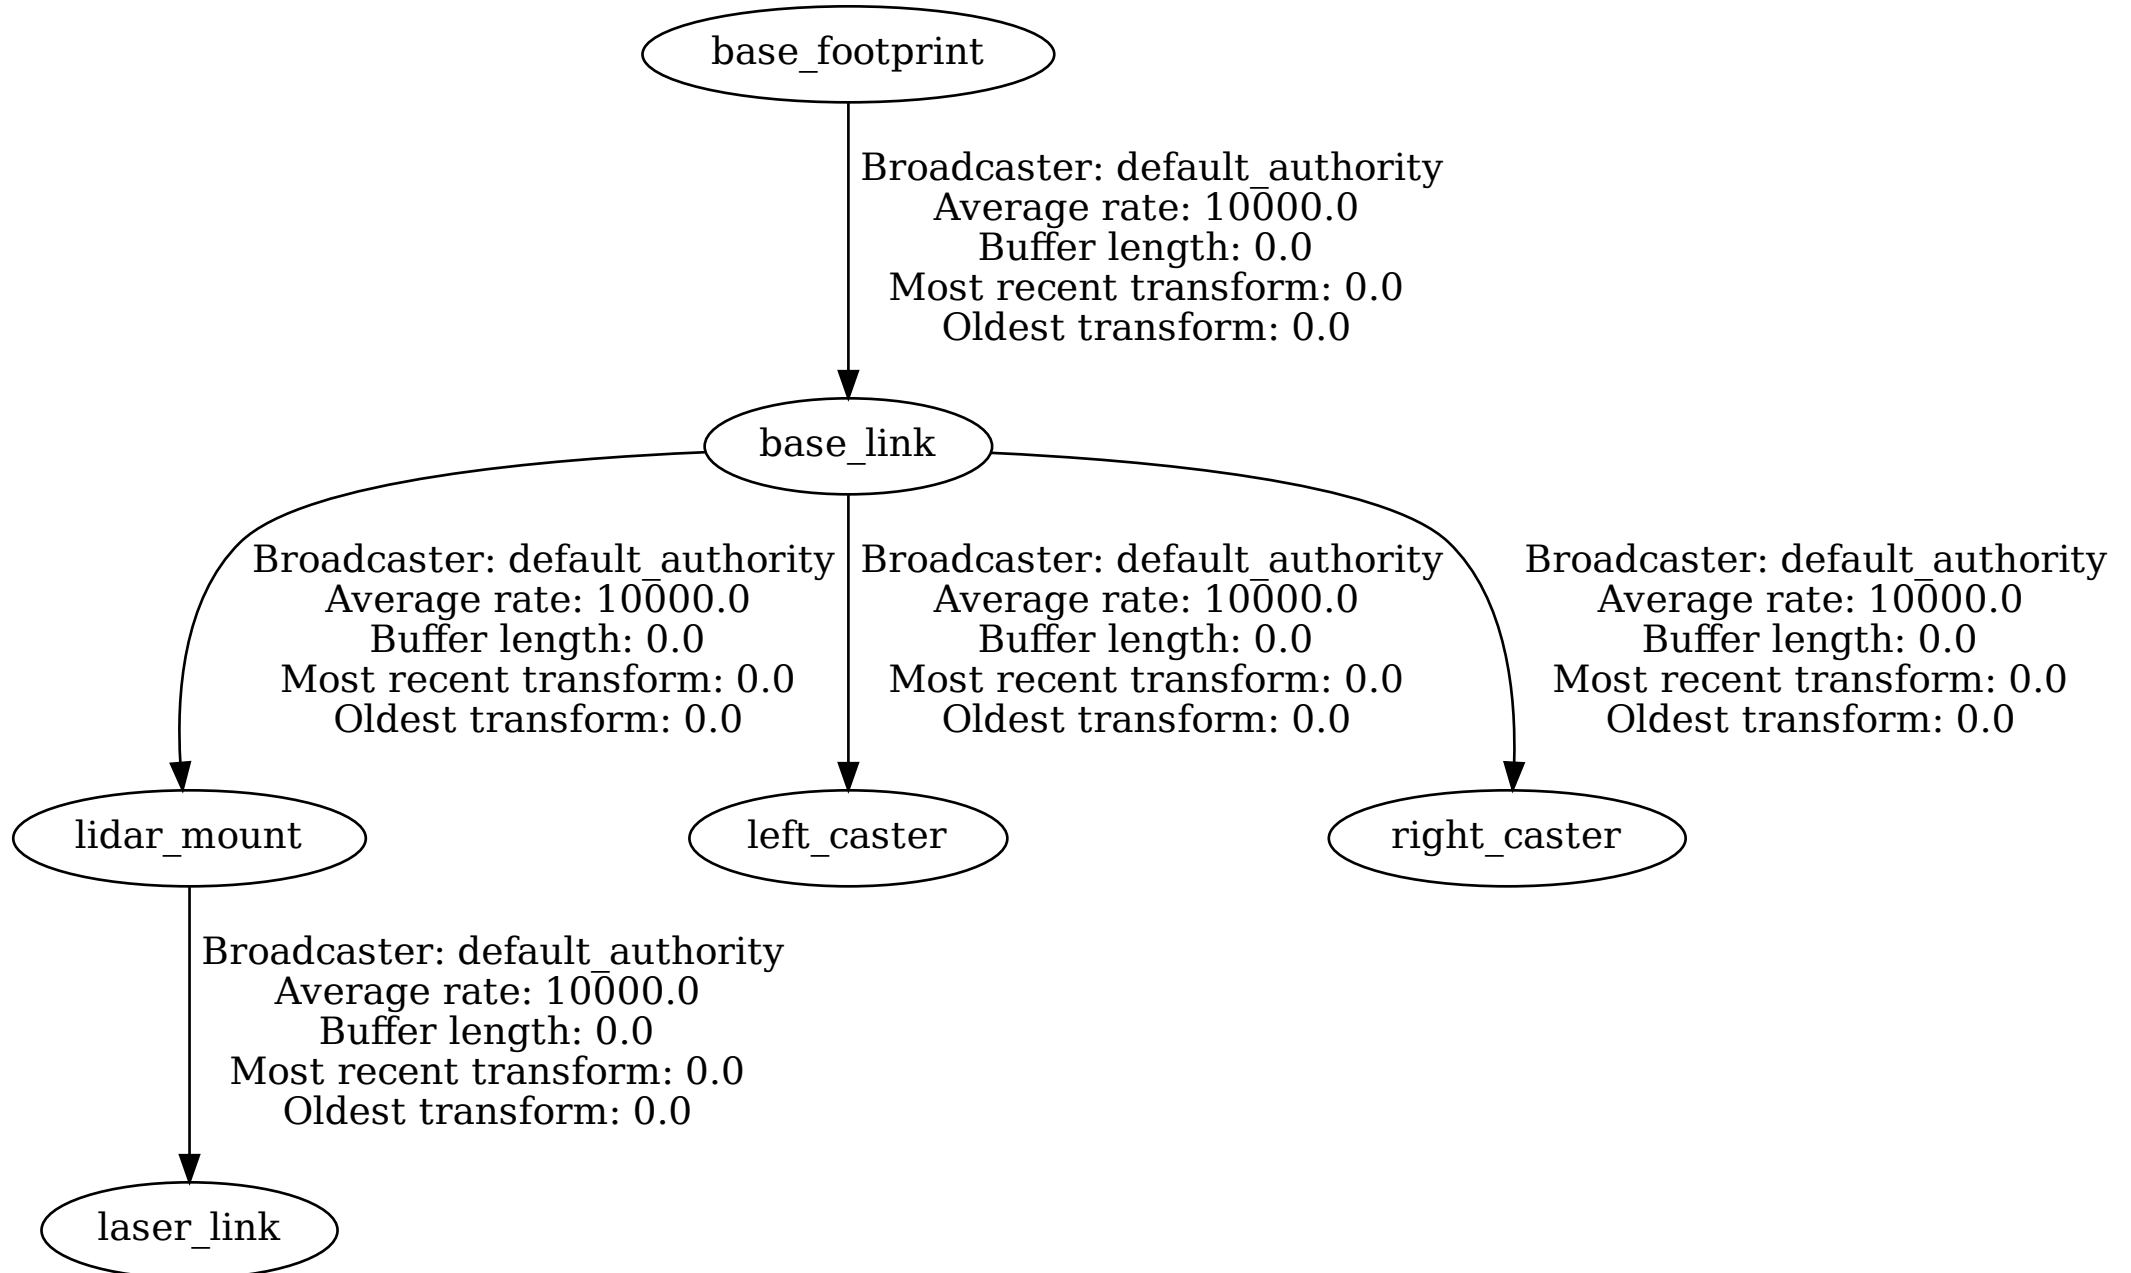 base_footprint
Broadcaster: default_authority
Average rate: 10000.0
Buffer length: 0.0
Most recent transform: 0.0
Oldest transform: 0.0
base_link
Broadcaster: default_authority
Average rate: 10000.0
Buffer length: 0.0
Most recent transform: 0.0
Oldest transform: 0.0
Broadcaster: default_authority
Average rate: 10000.0
Buffer length: 0.0
Most recent transform: 0.0
Oldest transform: 0.0
Broadcaster: default_authority
Average rate: 10000.0
Buffer length: 0.0
Most recent transform: 0.0
Oldest transform: 0.0
lidar_mount
left_caster
right_caster
Broadcaster: default_authority
Average rate: 10000.0
Buffer length: 0.0
Most recent transform: 0.0
Oldest transform: 0.0
laser_link